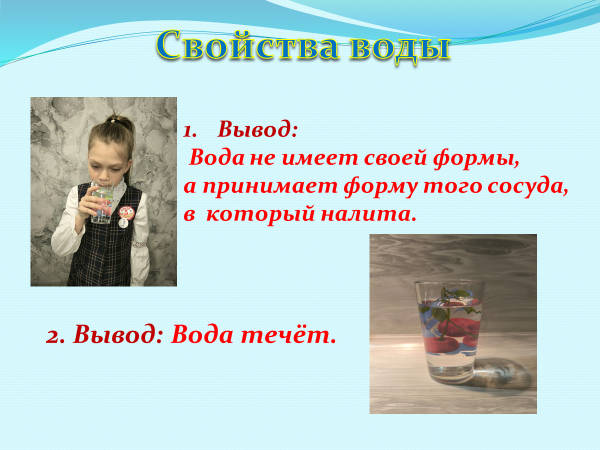 Свойства воды
1. Вывод:
Вода не имеет своей формы,
а принимает форму того сосуда,
в который налита.
2. Вывод: Вода течёт.